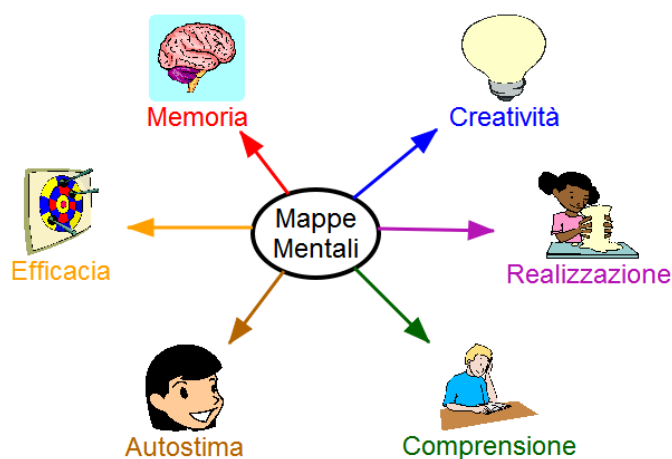 Memoria
Creatività
Mappe
Mentali
Efficacia
Realizzazione
Autostima
Comprensione